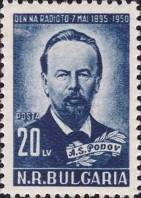 DEN NA RADIOTO·7 MAI 1895-1950
POSTA
20 LV
A.S. POPOV
N.R.BULGARIA